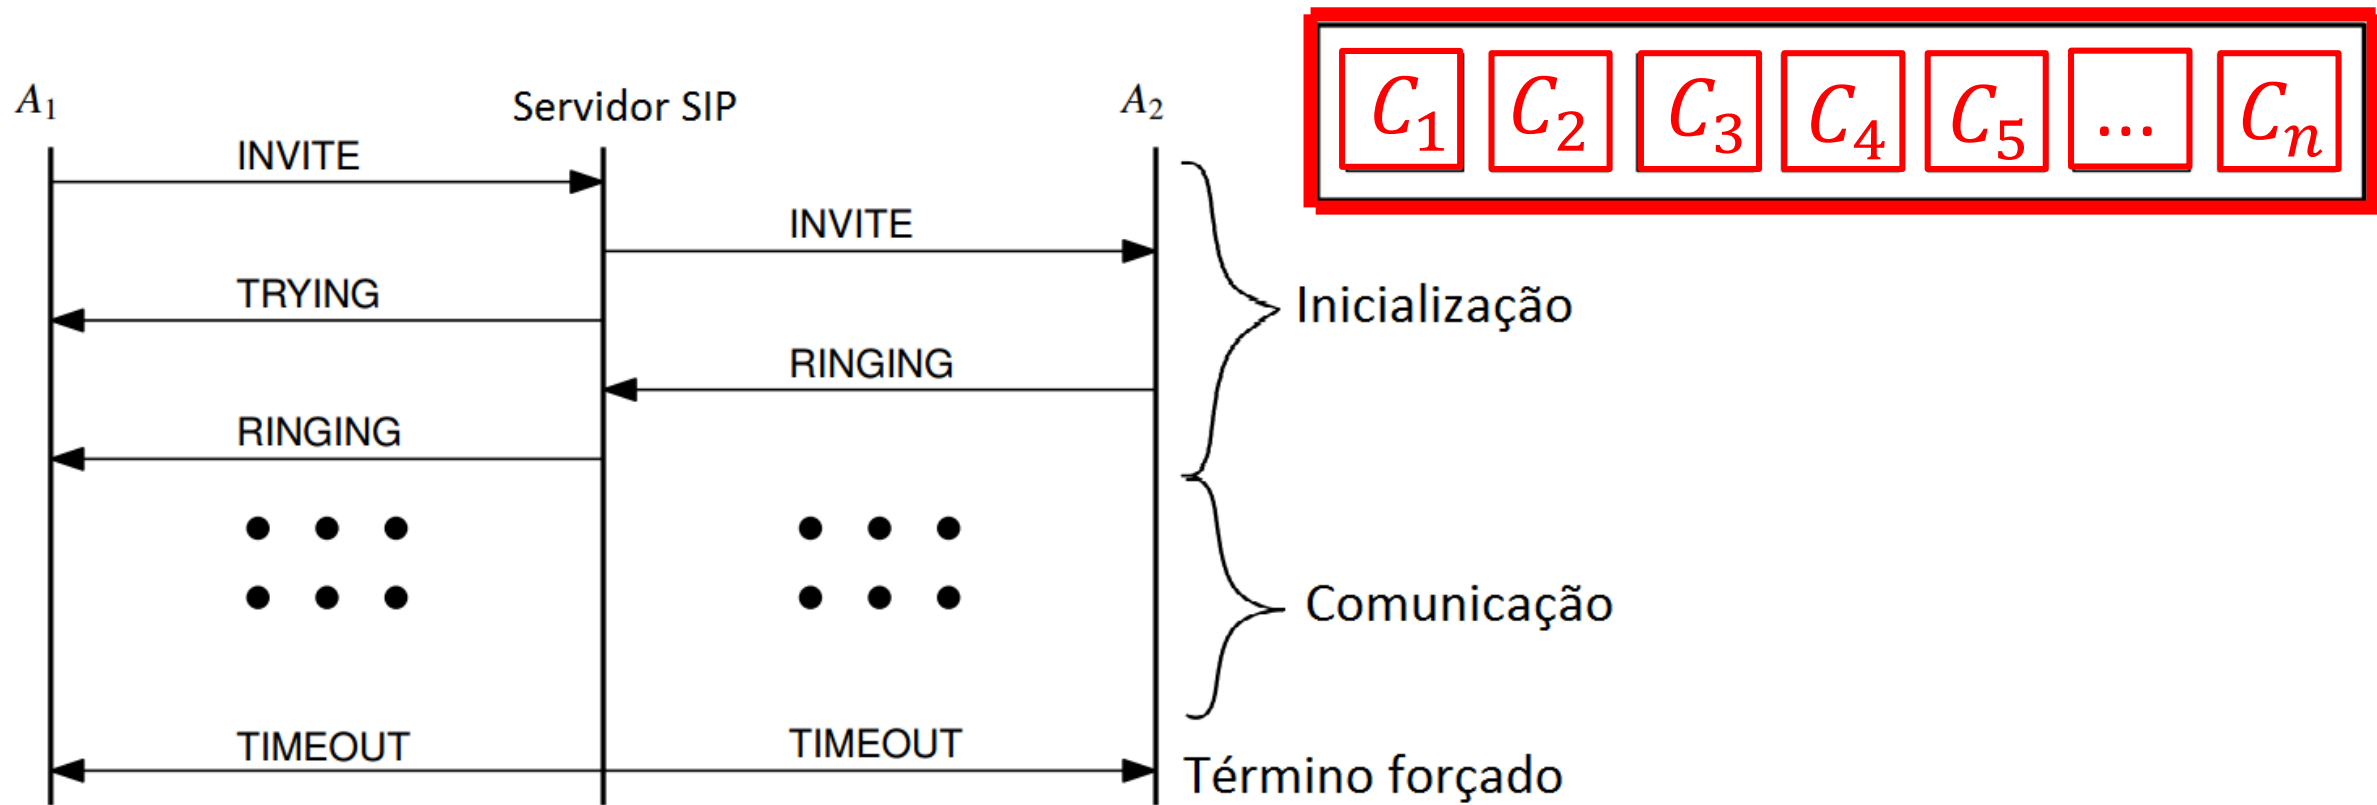 A₁
Servidor SIP
A₂
C₁ C₂ C₃ C₄ C₅ ... Cₙ
INVITE
INVITE
TRYING
Inicialização
RINGING
RINGING
Comunicação
TIMEOUT
TIMEOUT
Término forçado